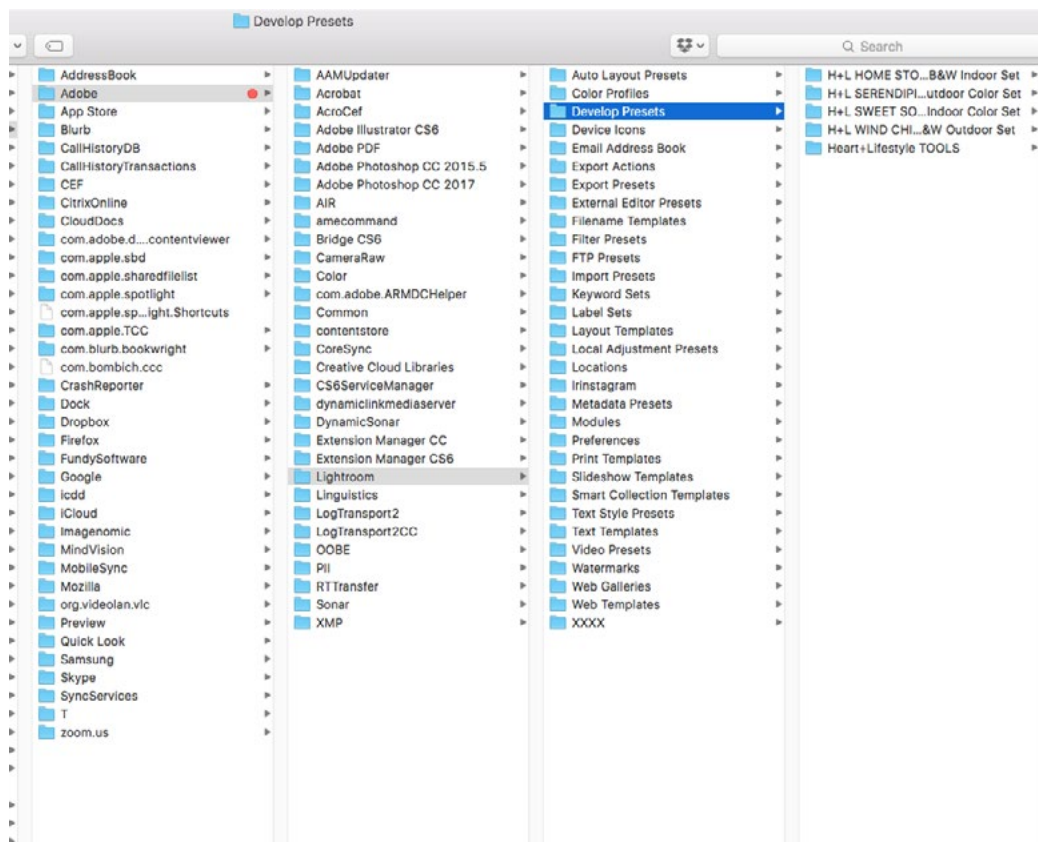 Develop Presets
Search
AddressBook
Adobe
App Store
Blurb
CallHistoryDB
CallHistoryTransactions
CEF
CitrixOnline
CloudDocs
com.adobe.d....contentviewer
com.apple.sbd
com.apple.sharedfilelist
com.apple.spotlight
com.apple.sp...ight.Shortcuts
com.apple.TCC
com.blurb.bookwright
com.bombich.ccc
CrashReporter
Dock
Dropbox
Firefox
FundySoftware
Google
icdd
iCloud
Imagenomic
MindVision
MobileSync
Mozilla
org.videolan.vlc
Preview
Quick Look
Samsung
Skype
SyncServices
T
zoom.us
AAMUpdater
Acrobat
AcroCef
Adobe Illustrator CS6
Adobe PDF
Adobe Photoshop CC 2015.5
Adobe Photoshop CC 2017
AIR
amecommand
Bridge CS6
CameraRaw
Color
com.adobe.ARMDCHelper
Common
contentstore
CoreSync
Creative Cloud Libraries
CS6ServiceManager
dynamiclinkmediaserver
DynamicSonar
Extension Manager CC
Extension Manager CS6
Lightroom
Linguistics
LogTransport2
LogTransport2CC
OOBE
PII
RTTransfer
Sonar
XMP
Auto Layout Presets
Color Profiles
Develop Presets
Device Icons
Email Address Book
Export Actions
Export Presets
External Editor Presets
Filename Templates
Filter Presets
FTP Presets
Import Presets
Keyword Sets
Label Sets
Layout Templates
Local Adjustment Presets
Locations
Irinstagram
Metadata Presets
Modules
Preferences
Print Templates
Slideshow Templates
Smart Collection Templates
Text Style Presets
Text Templates
Video Presets
Watermarks
Web Galleries
Web Templates
XXXX
H+L HOME STO...B&W Indoor Set
H+L SERENDIPI...utdoor Color Set
H+L SWEET SO...Indoor Color Set
H+L WIND CHI...&W Outdoor Set
Heart+Lifestyle TOOLS